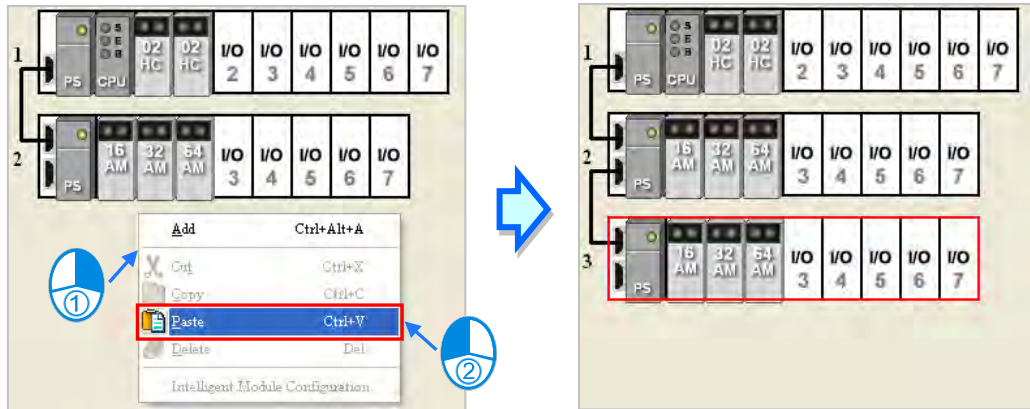 1 PS CPU S E B 02 HC 02 HC I/O 2 I/O 3 I/O 4 I/O 5 I/O 6 I/O 7
2 PS 16 AM 32 AM 64 AM I/O 3 I/O 4 I/O 5 I/O 6 I/O 7
Add Ctrl+Alt+A
Cut Ctrl+X
Copy Ctrl+C
Paste Ctrl+V
Delete Del
Intelligent Module Configuration
①
②
1 PS CPU S E B 02 HC 02 HC I/O 2 I/O 3 I/O 4 I/O 5 I/O 6 I/O 7
2 PS 16 AM 32 AM 64 AM I/O 3 I/O 4 I/O 5 I/O 6 I/O 7
3 PS 16 AM 32 AM 64 AM I/O 3 I/O 4 I/O 5 I/O 6 I/O 7